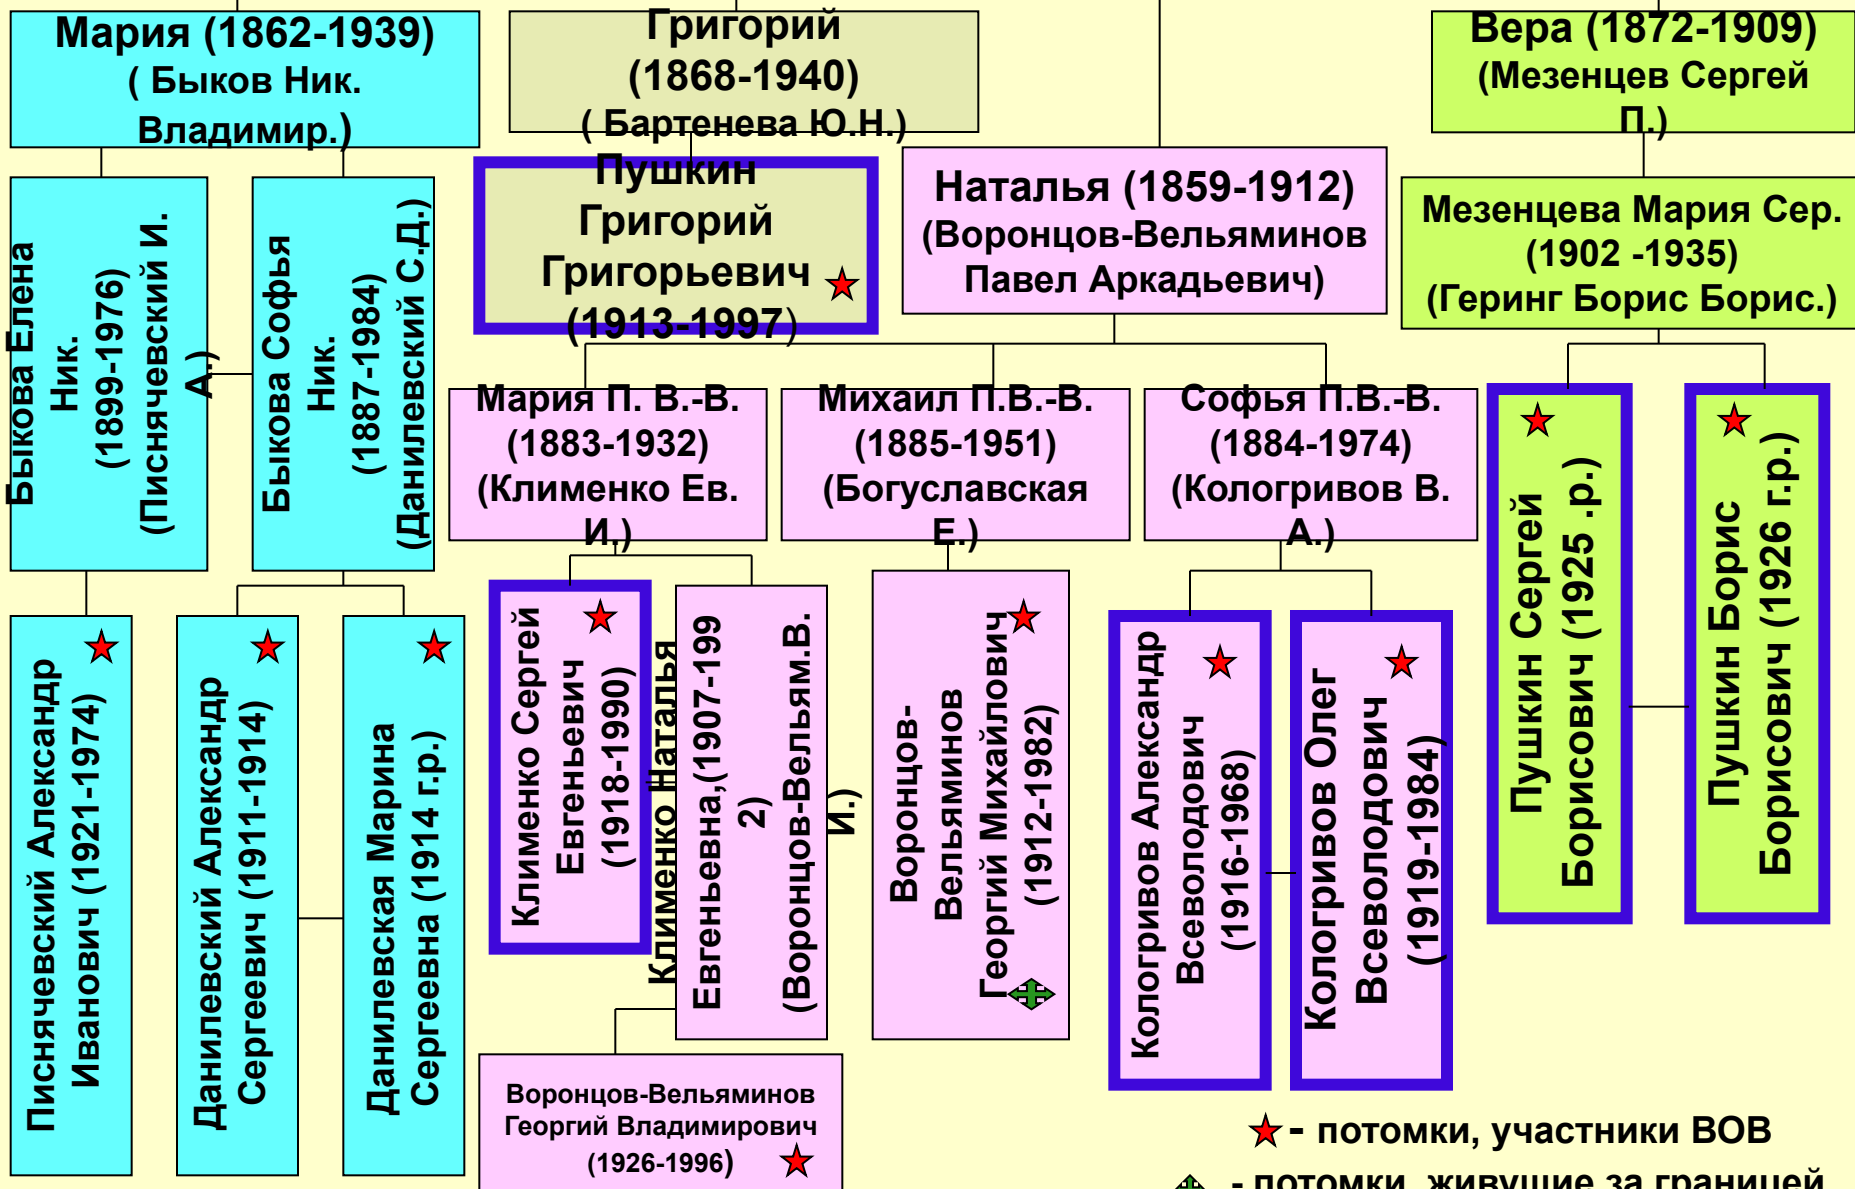 Мария (1862-1939)
( Быков Ник.
Владимир.)
Григорий
(1868-1940)
( Бартенева Ю.Н.)
Вера (1872-1909)
(Мезенцев Сергей
П.)
Быкова Елена
Ник.
(1899-1976)
(Писнячевский И.
А.)
Быкова Софья
Ник.
(1887-1984)
(Данилевский С.Д.)
Пушкин
Григорий
Григорьевич
(1913-1997)
Наталья (1859-1912)
(Воронцов-Вельяминов
Павел Аркадьевич)
Мезенцева Мария Сер.
(1902 -1935)
(Геринг Борис Борис.)
Мария П. В.-В.
(1883-1932)
(Клименко Ев.
И.)
Михаил П.В.-В.
(1885-1951)
(Богуславская
Е.)
Софья П.В.-В.
(1884-1974)
(Кологривов В.
А.)
Пушкин Сергей
Борисович (1925 .р.)
Пушкин Борис
Борисович (1926 г.р.)
Писнячевский Александр
Иванович (1921-1974)
Данилевский Александр
Сергеевич (1911-1914)
Данилевская Марина
Сергеевна (1914 г.р.)
Клименко Сергей
Евгеньевич
(1918-1990)
Клименко Наталья
Евгеньевна,(1907-199
2)
(Воронцов-Вельям.В.
И.)
Воронцов-
Вельяминов
Георгий Михайлович
(1912-1982)
Кологривов Александр
Всеволодович
(1916-1968)
Кологривов Олег
Всеволодович
(1919-1984)
Воронцов-Вельяминов
Георгий Владимирович
(1926-1996)
- потомки, участники ВОВ
- потомки, живущие за границей